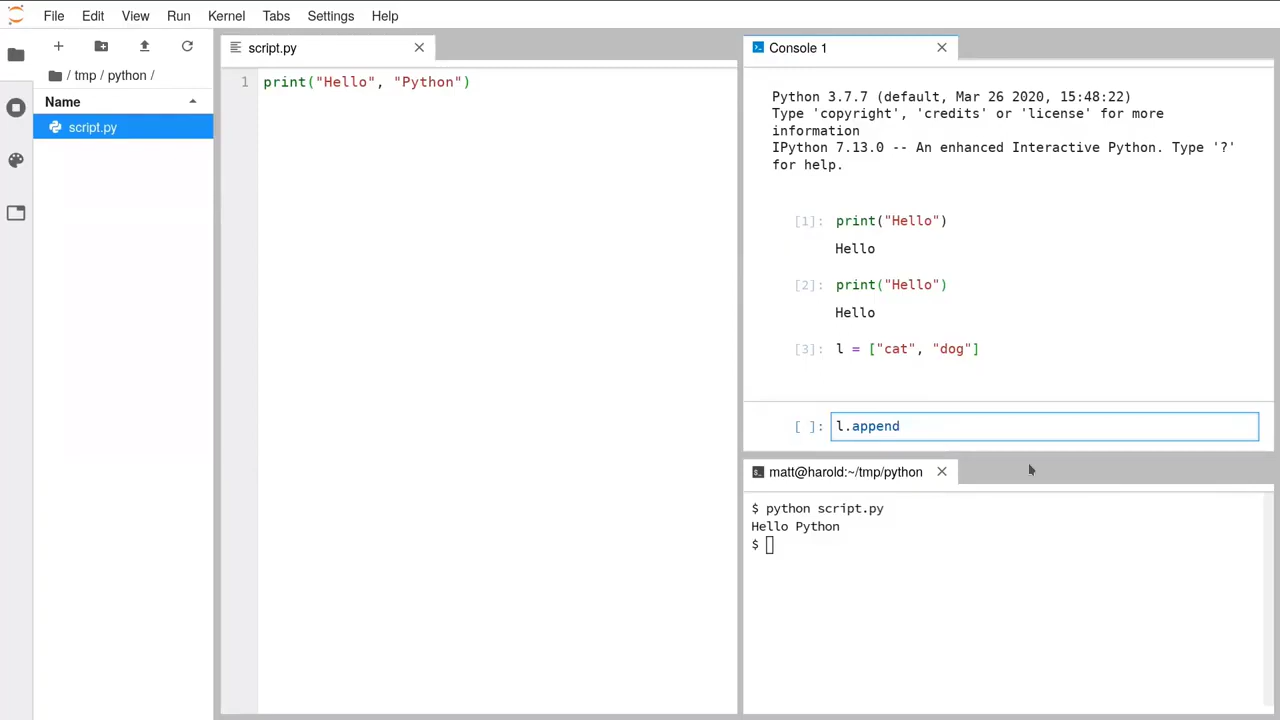 File Edit View Run Kernel Tabs Settings Help
/ tmp / python /
Name
script.py
script.py
1 print("Hello", "Python")
Console 1
Python 3.7.7 (default, Mar 26 2020, 15:48:22)
Type 'copyright', 'credits' or 'license' for more
information
IPython 7.13.0 -- An enhanced Interactive Python. Type '?'
for help.
[1]: print("Hello")
Hello
[2]: print("Hello")
Hello
[3]: l = ["cat", "dog"]
[ ]: l.append
matt@harold:~/tmp/python
$ python script.py
Hello Python
$